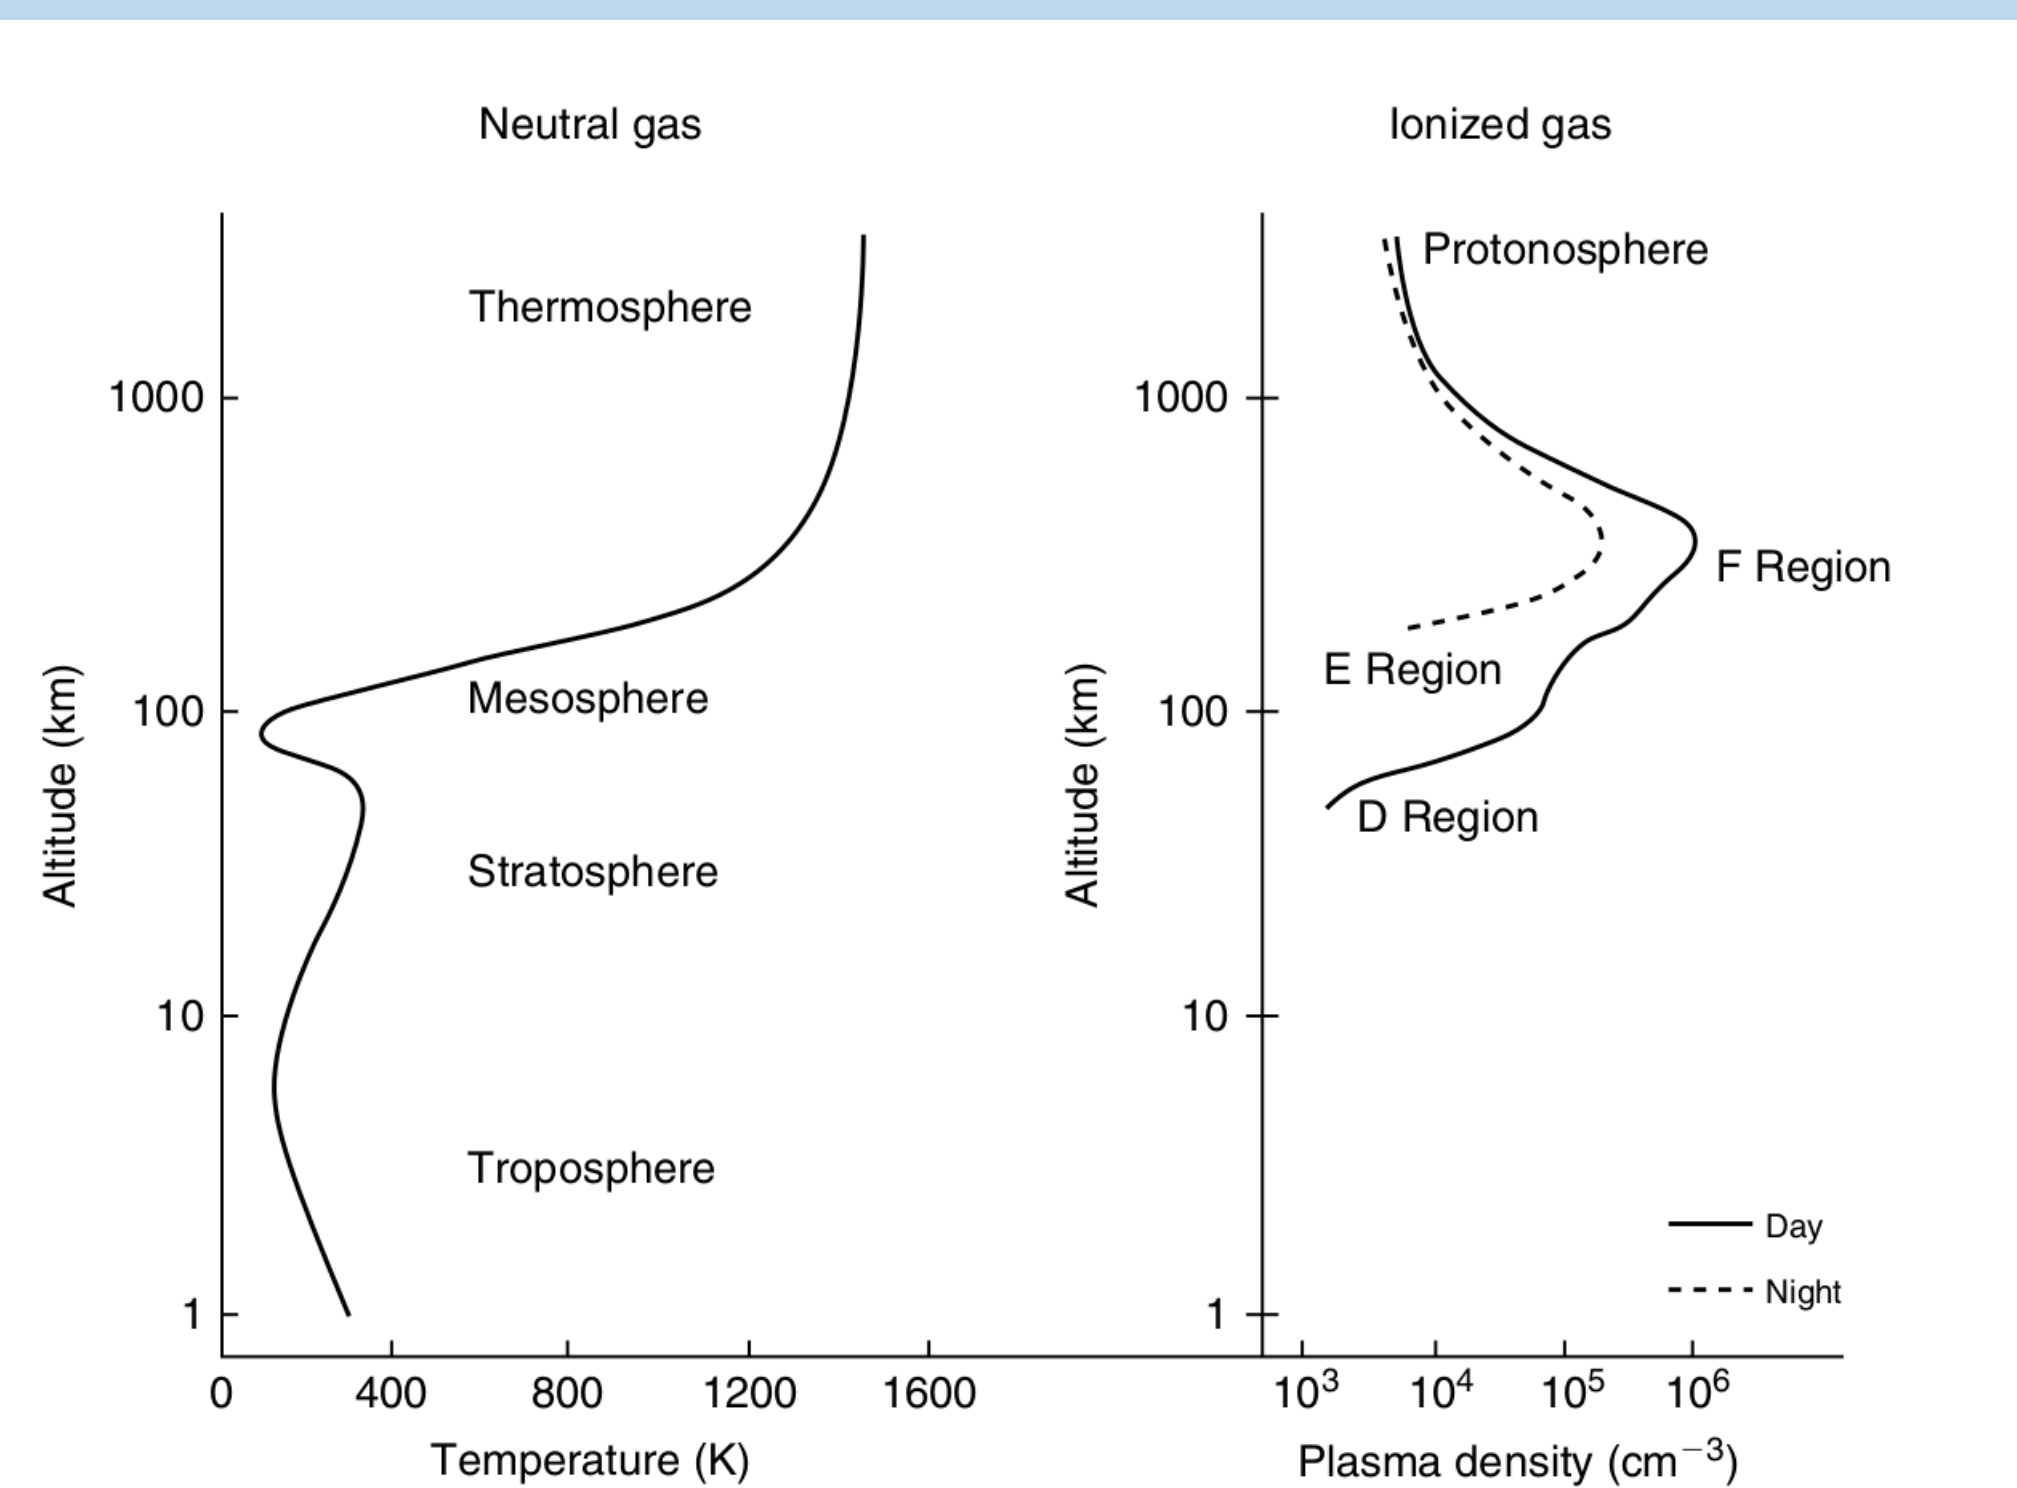 Neutral gas
Thermosphere
1000
Mesosphere
100
Altitude (km)
Stratosphere
10
Troposphere
1
0 400 800 1200 1600
Temperature (K)
Ionized gas
Protonosphere
1000
F Region
E Region
100
Altitude (km)
D Region
10
Day
Night
1
10³ 10⁴ 10⁵ 10⁶
Plasma density (cm⁻³)